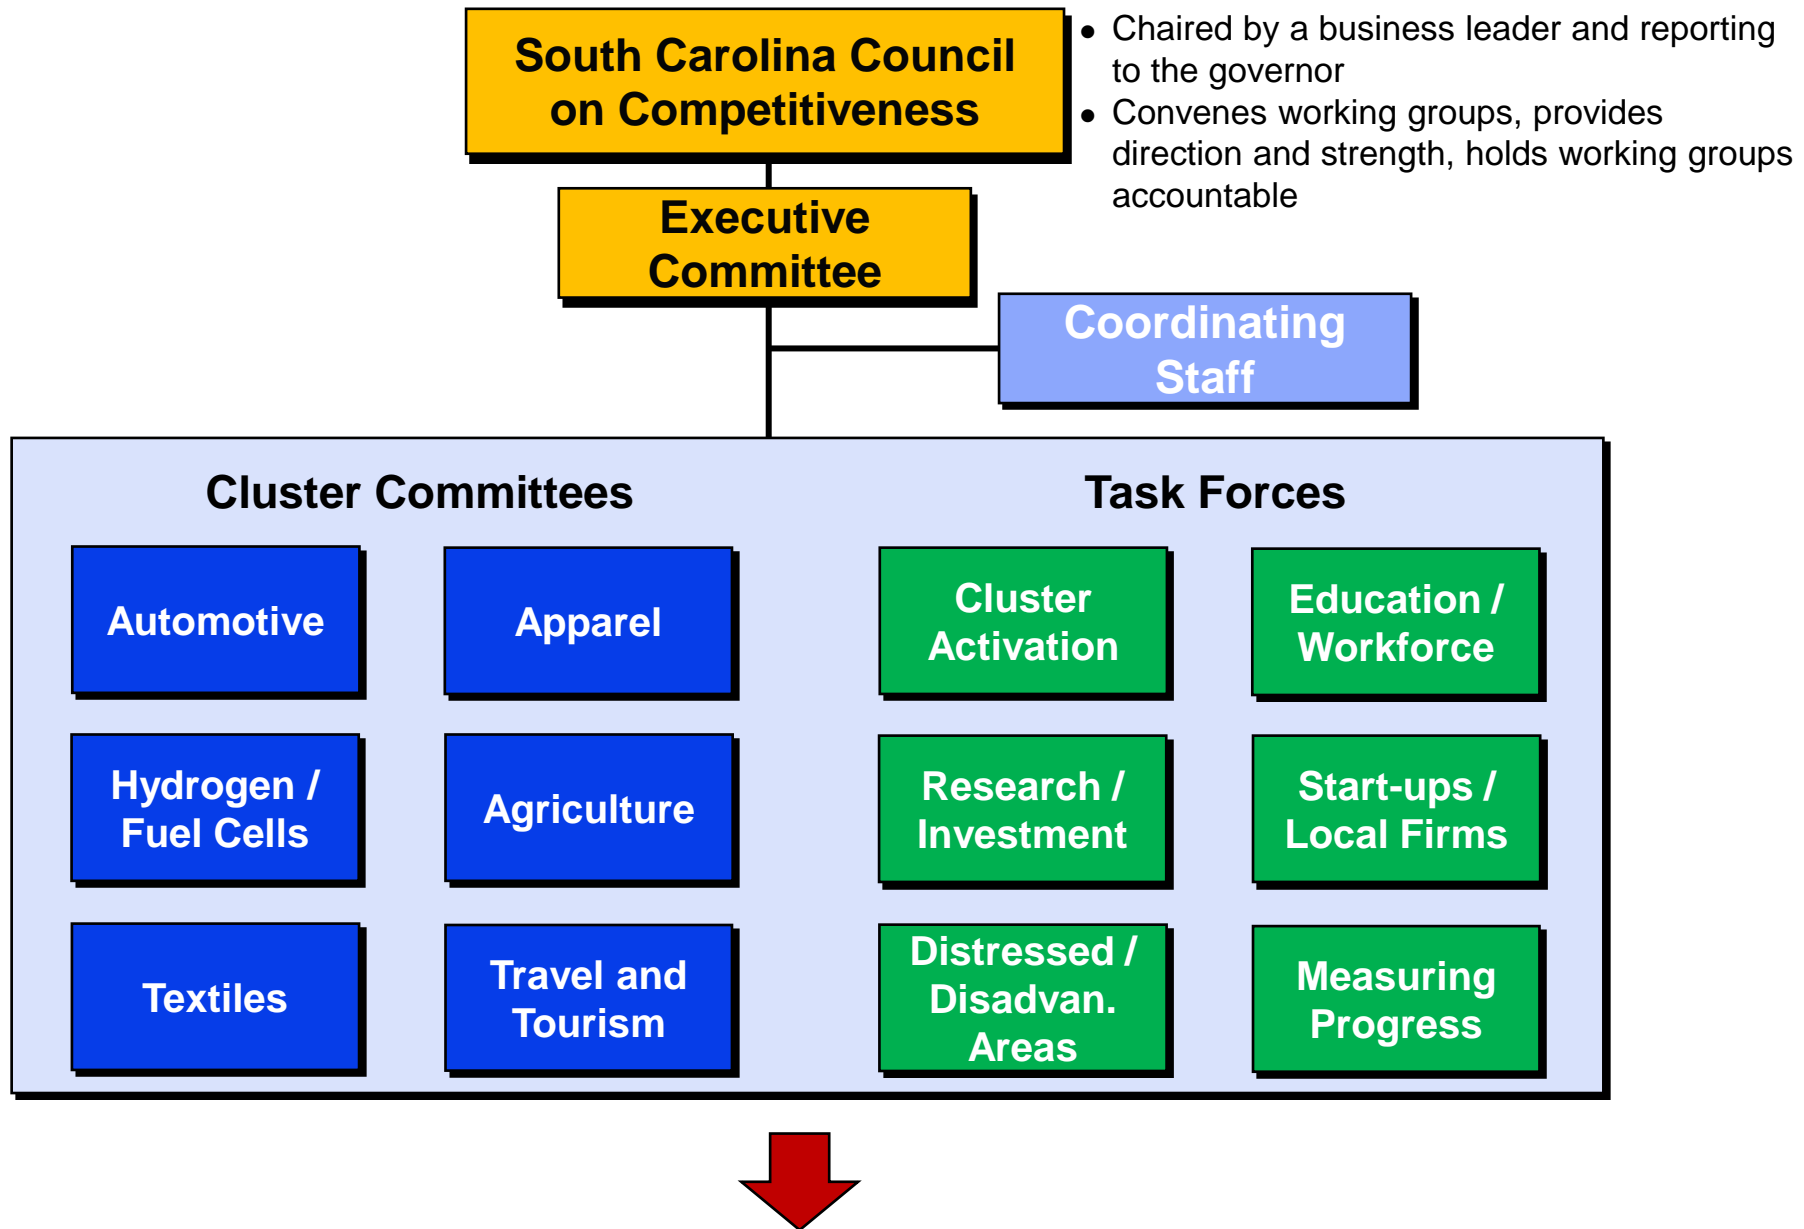 South Carolina Council
on Competitiveness
● Chaired by a business leader and reporting
to the governor
● Convenes working groups, provides
direction and strength, holds working groups
accountable
Executive
Committee
Coordinating
Staff
Cluster Committees
Automotive
Apparel
Hydrogen /
Fuel Cells
Agriculture
Textiles
Travel and
Tourism
Task Forces
Cluster
Activation
Education /
Workforce
Research /
Investment
Start-ups /
Local Firms
Distressed /
Disadvan.
Areas
Measuring
Progress